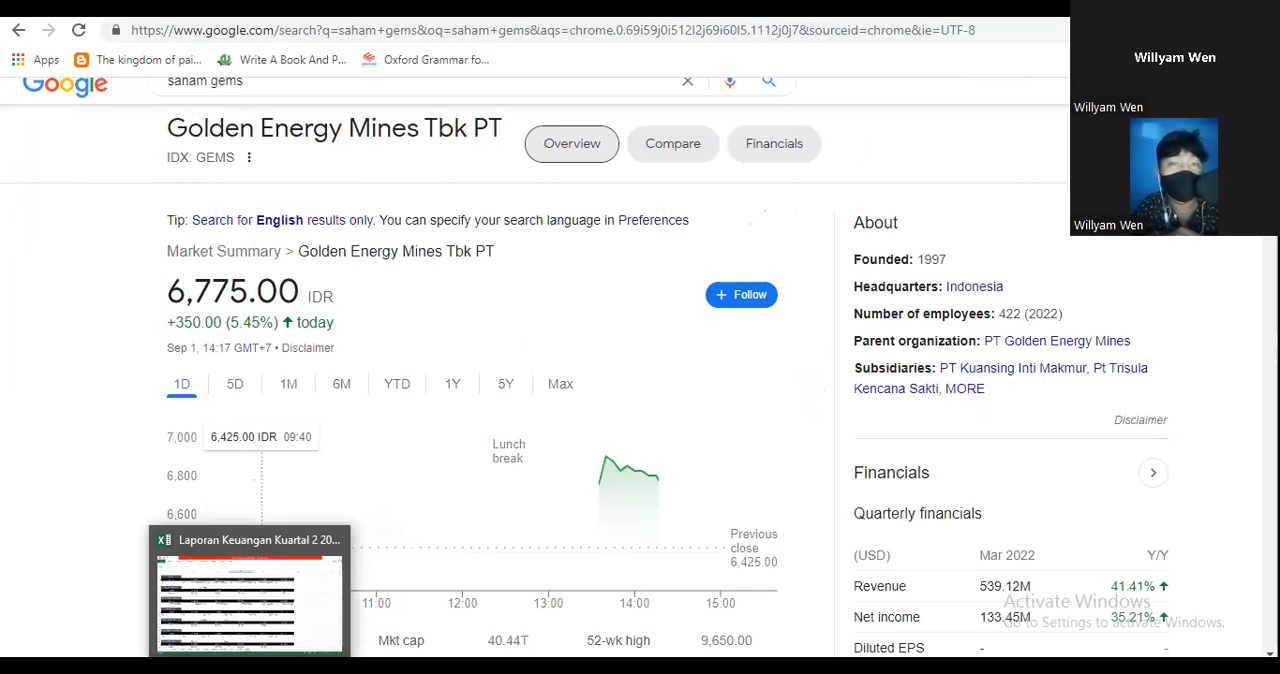 https://www.google.com/search?q=saham+gems&oq=saham+gems&aqs=chrome.0.69i59j0i512l2j69i60l5.1112j0j7&sourceid=chrome&ie=UTF-8
Apps The kingdom of pai... Write A Book And P... Oxford Grammar fo...
Willyam Wen
Willyam Wen
Willyam Wen
Google
saham gems
Golden Energy Mines Tbk PT
IDX: GEMS
Overview
Compare
Financials
Tip: Search for English results only. You can specify your search language in Preferences
Market Summary > Golden Energy Mines Tbk PT
6,775.00 IDR
+350.00 (5.45%) today
Sep 1, 14:17 GMT+7 • Disclaimer
+ Follow
1D 5D 1M 6M YTD 1Y 5Y Max
7,000
6,800
6,600
6,425.00 IDR 09:40
Lunch
break
Previous
close
6,425.00
11:00 12:00 13:00 14:00 15:00
Mkt cap 40.44T 52-wk high 9,650.00
Laporan Keuangan Kuartal 2 20...
About
Founded: 1997
Headquarters: Indonesia
Number of employees: 422 (2022)
Parent organization: PT Golden Energy Mines
Subsidiaries: PT Kuansing Inti Makmur, Pt Trisula
Kencana Sakti, MORE
Disclaimer
Financials
Quarterly financials
(USD) Mar 2022 Y/Y
Revenue 539.12M 41.41%
Net income 133.45M 35.21%
Diluted EPS - -
Activate Windows
Go to Settings to activate Windows.